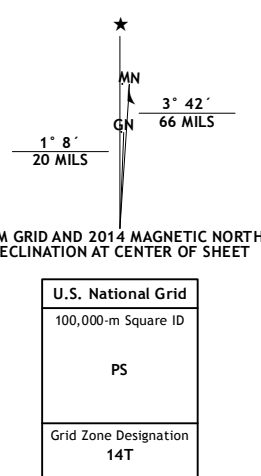 ★
MN
3° 42´
66 MILS
GN
1° 8´
20 MILS
M GRID AND 2014 MAGNETIC NORTH
ECLINATION AT CENTER OF SHEET
U.S. National Grid
100,000-m Square ID
PS
Grid Zone Designation
14T